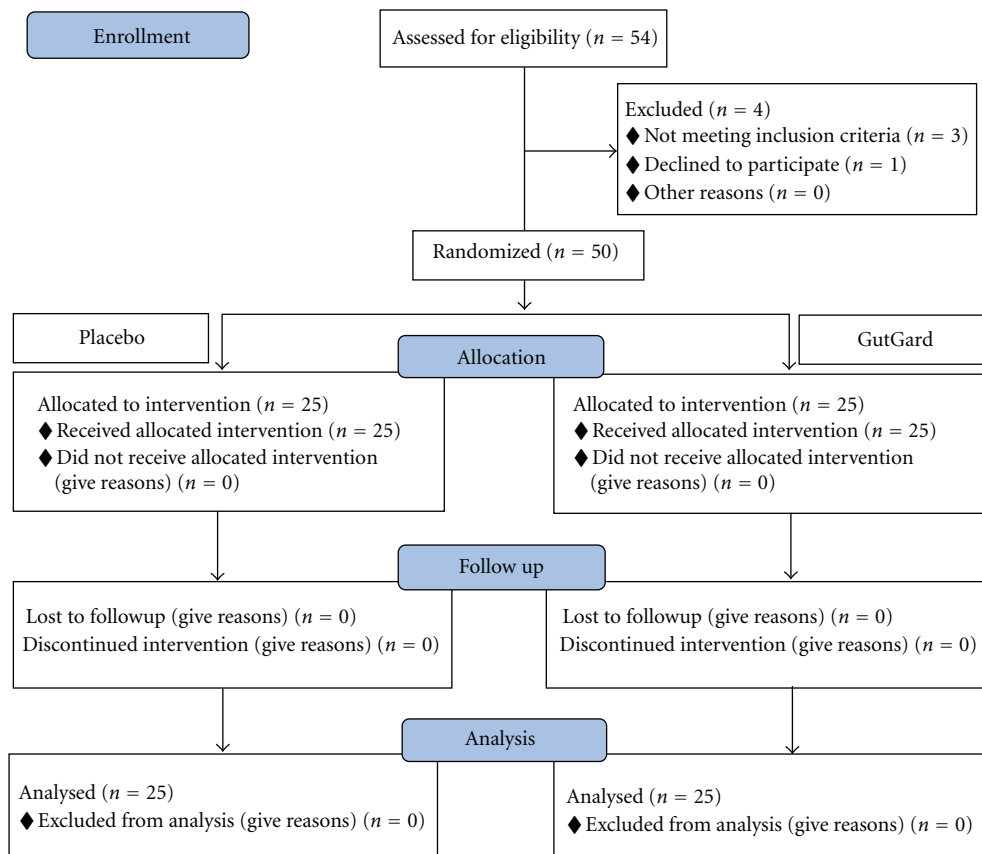 Enrollment
Assessed for eligibility (n = 54)
Excluded (n = 4)
♦ Not meeting inclusion criteria (n = 3)
♦ Declined to participate (n = 1)
♦ Other reasons (n = 0)
Randomized (n = 50)
Placebo
GutGard
Allocation
Allocated to intervention (n = 25)
♦ Received allocated intervention (n = 25)
♦ Did not receive allocated intervention
(give reasons) (n = 0)
Allocated to intervention (n = 25)
♦ Received allocated intervention (n = 25)
♦ Did not receive allocated intervention
(give reasons) (n = 0)
Follow up
Lost to followup (give reasons) (n = 0)
Discontinued intervention (give reasons) (n = 0)
Lost to followup (give reasons) (n = 0)
Discontinued intervention (give reasons) (n = 0)
Analysis
Analysed (n = 25)
♦ Excluded from analysis (give reasons) (n = 0)
Analysed (n = 25)
♦ Excluded from analysis (give reasons) (n = 0)